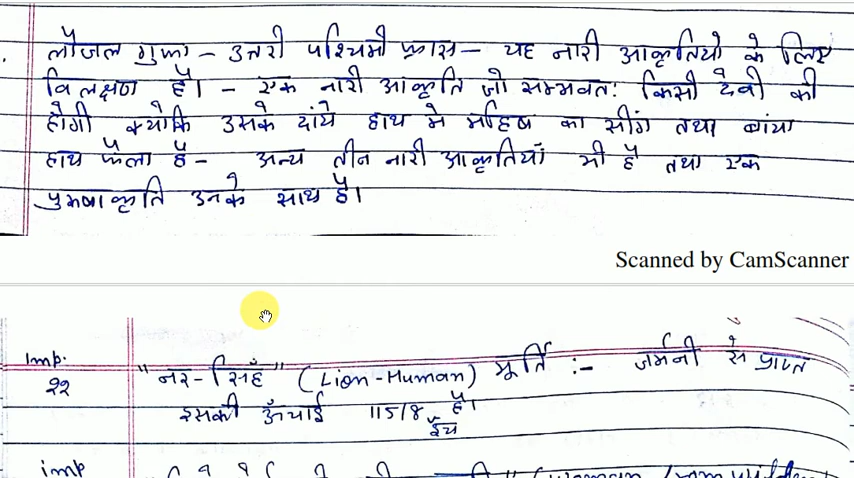 लौजल गुफा – उत्तरी पश्चिमी फ्रांस – यह नारी आकृतियों के लिए
विलक्षण है। – एक नारी आकृति जो सम्भवत: किसी देवी की
होगी क्योकि उसके दांये हाथ मे महिष का सींग तथा बांया
हाथ फैला है – अन्य तीन नारी आकृतियाँ भी है तथा एक
पुरूषाकृति उनके साथ है।
Scanned by CamScanner
Imp.
22
"नर-सिंह" (Lion-Human) मूर्ति :- जर्मनी से प्राप्त
इसकी ऊँचाई 115/8 इंच है।
imp